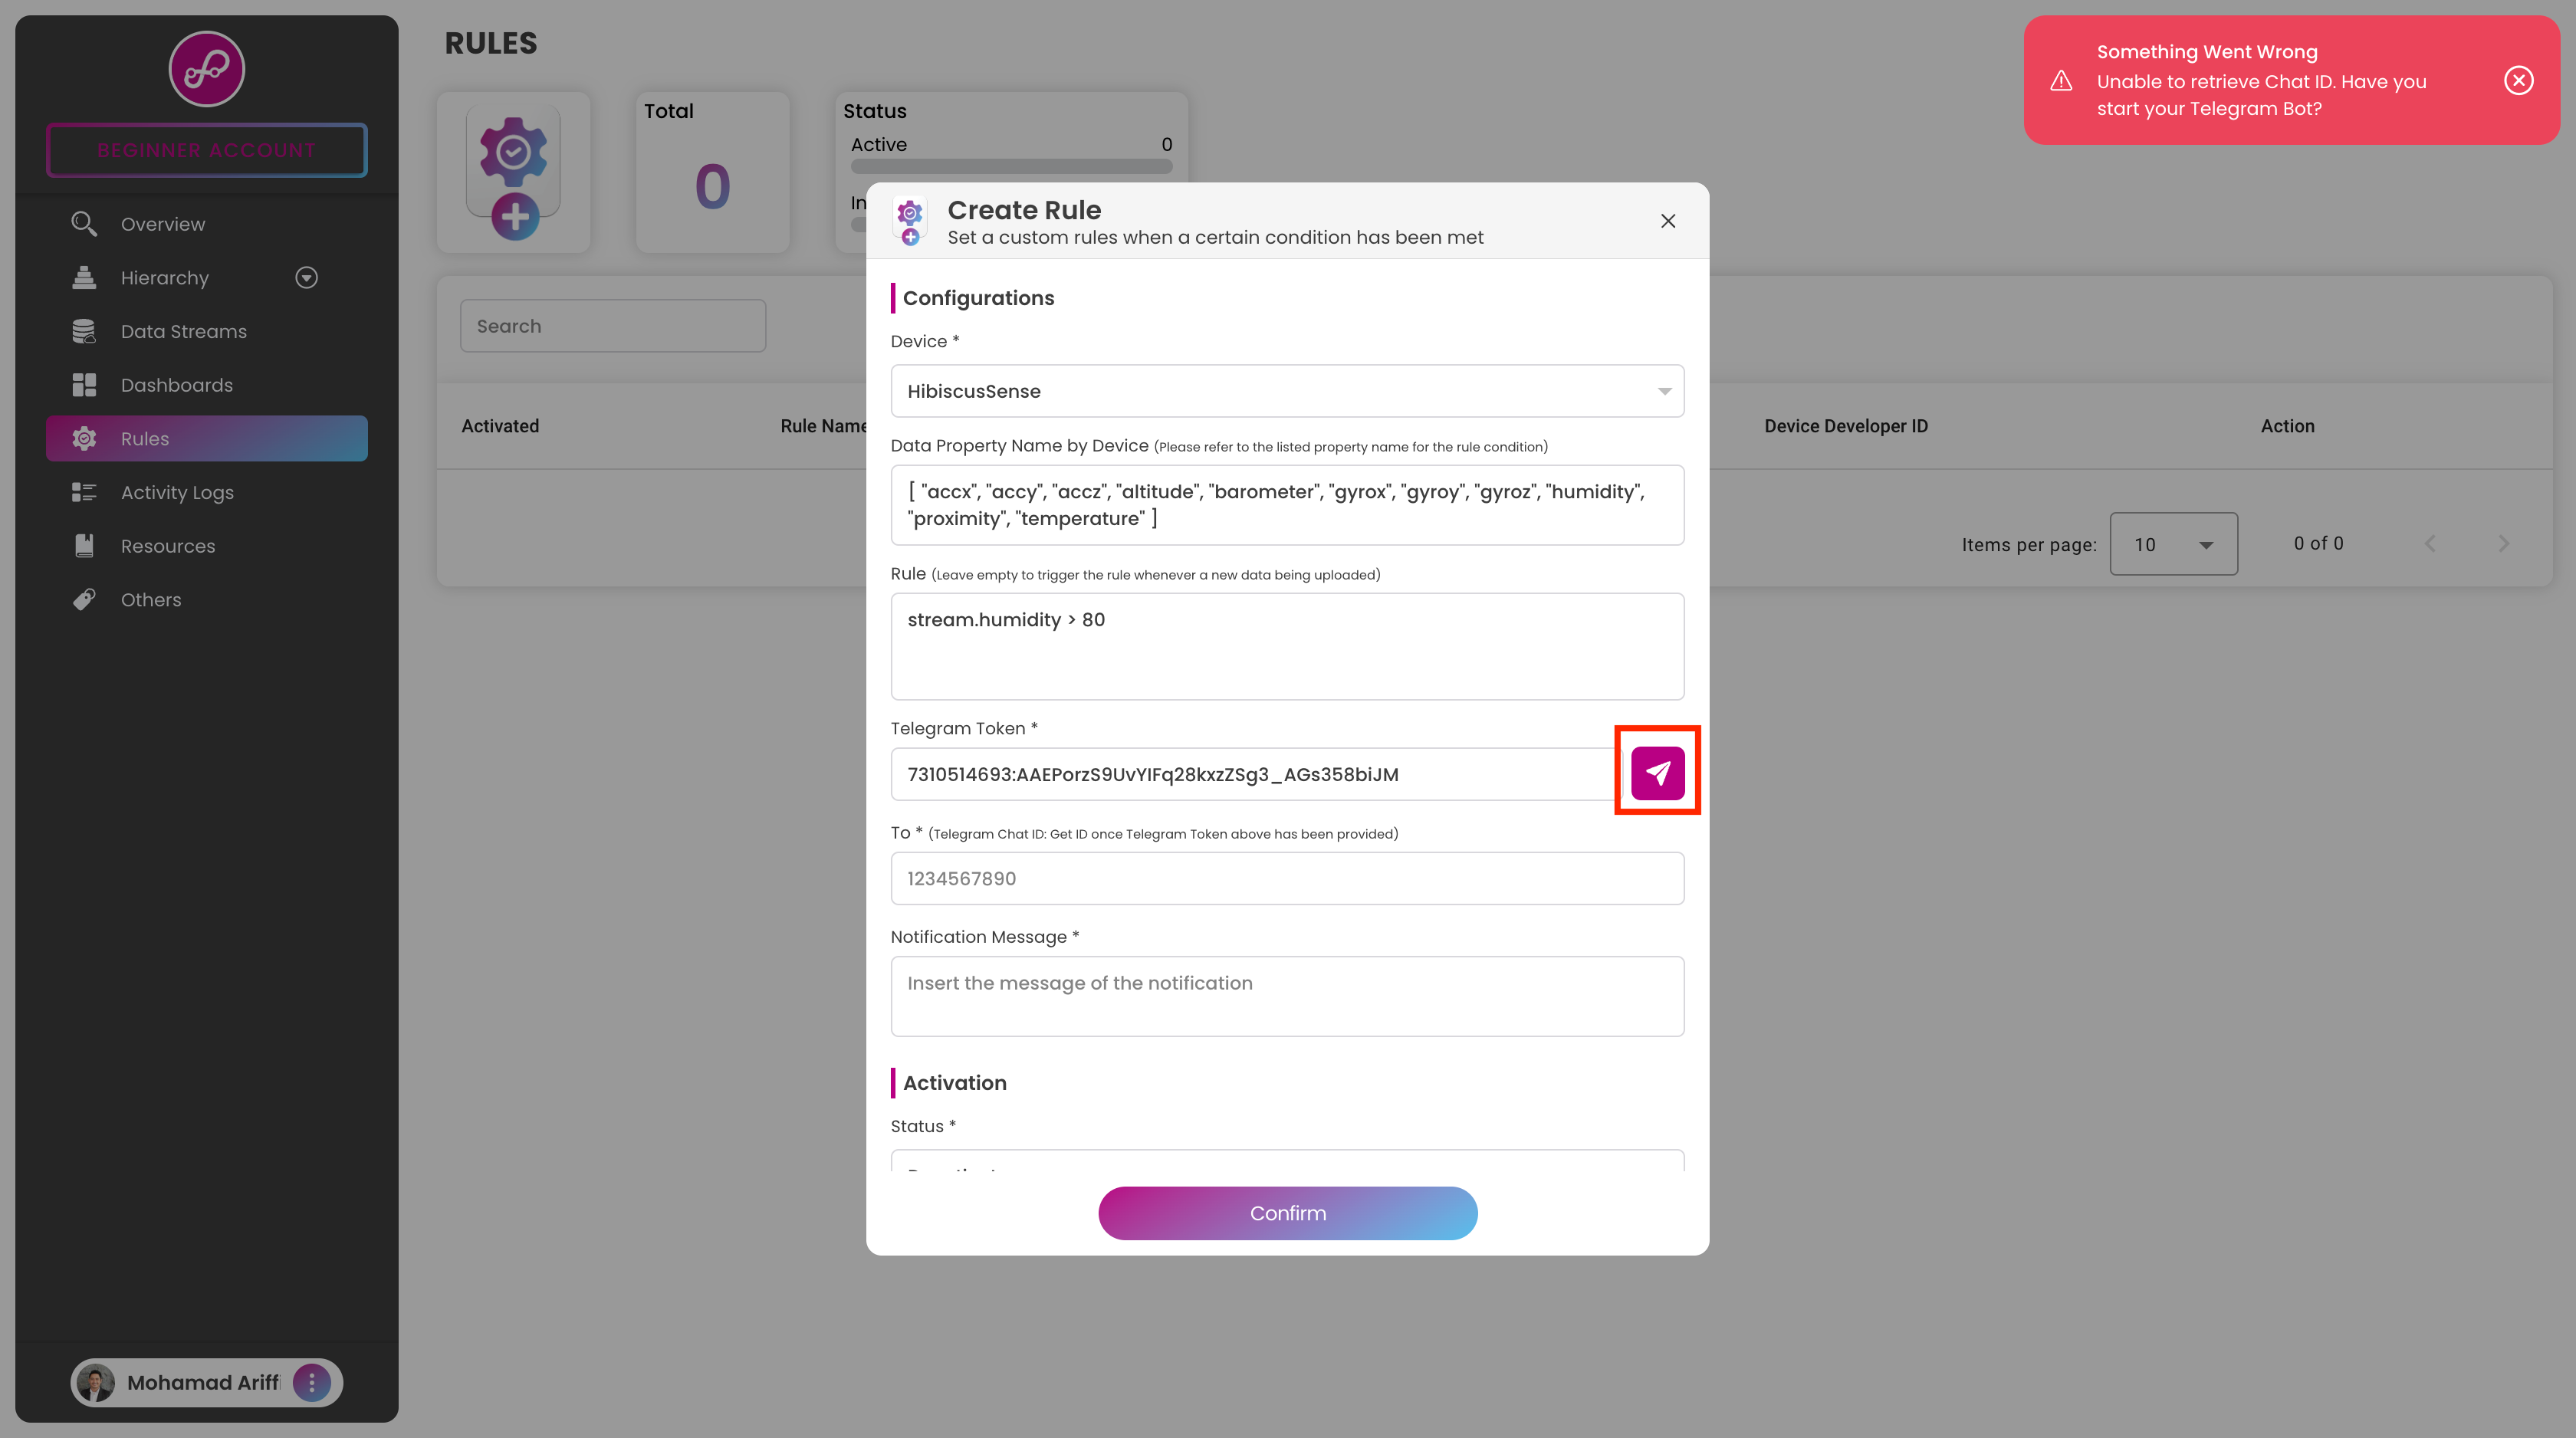 BEGINNER ACCOUNT
Overview
Hierarchy
Data Streams
Dashboards
Rules
Activity Logs
Resources
Others
Mohamad Ariff
RULES
Total
0
Status
Active 0
In
Search
Activated Rule Name Device Developer ID Action
Items per page: 10 0 of 0
Something Went Wrong
Unable to retrieve Chat ID. Have you
start your Telegram Bot?
Create Rule
Set a custom rules when a certain condition has been met
Configurations
Device *
HibiscusSense
Data Property Name by Device (Please refer to the listed property name for the rule condition)
[ "accx", "accy", "accz", "altitude", "barometer", "gyrox", "gyroy", "gyroz", "humidity",
"proximity", "temperature" ]
Rule (Leave empty to trigger the rule whenever a new data being uploaded)
stream.humidity > 80
Telegram Token *
7310514693:AAEPorzS9UvYIFq28kxzZSg3_AGs358biJM
To * (Telegram Chat ID: Get ID once Telegram Token above has been provided)
1234567890
Notification Message *
Insert the message of the notification
Activation
Status *
Confirm